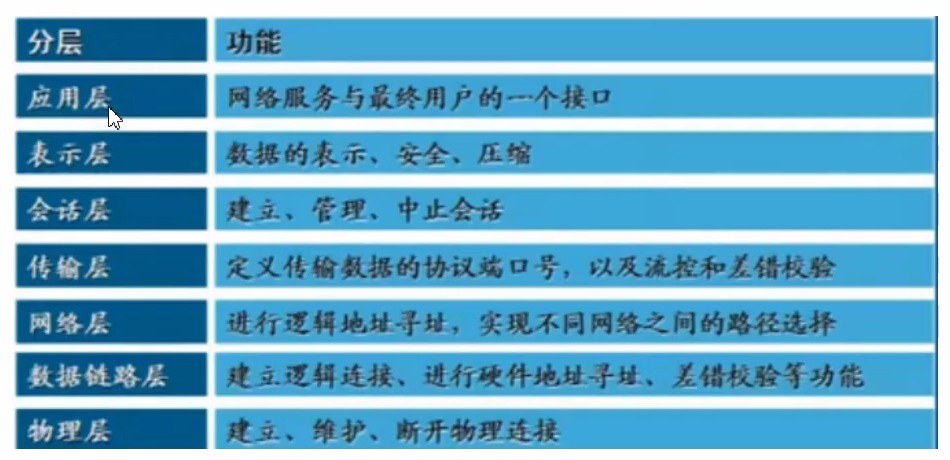 分层 功能
应用层 网络服务与最终用户的一个接口
表示层 数据的表示、安全、压缩
会话层 建立、管理、中止会话
传输层 定义传输数据的协议端口号，以及流控和差错校验
网络层 进行逻辑地址寻址，实现不同网络之间的路径选择
数据链路层 建立逻辑连接、进行硬件地址寻址、差错校验等功能
物理层 建立、维护、断开物理连接